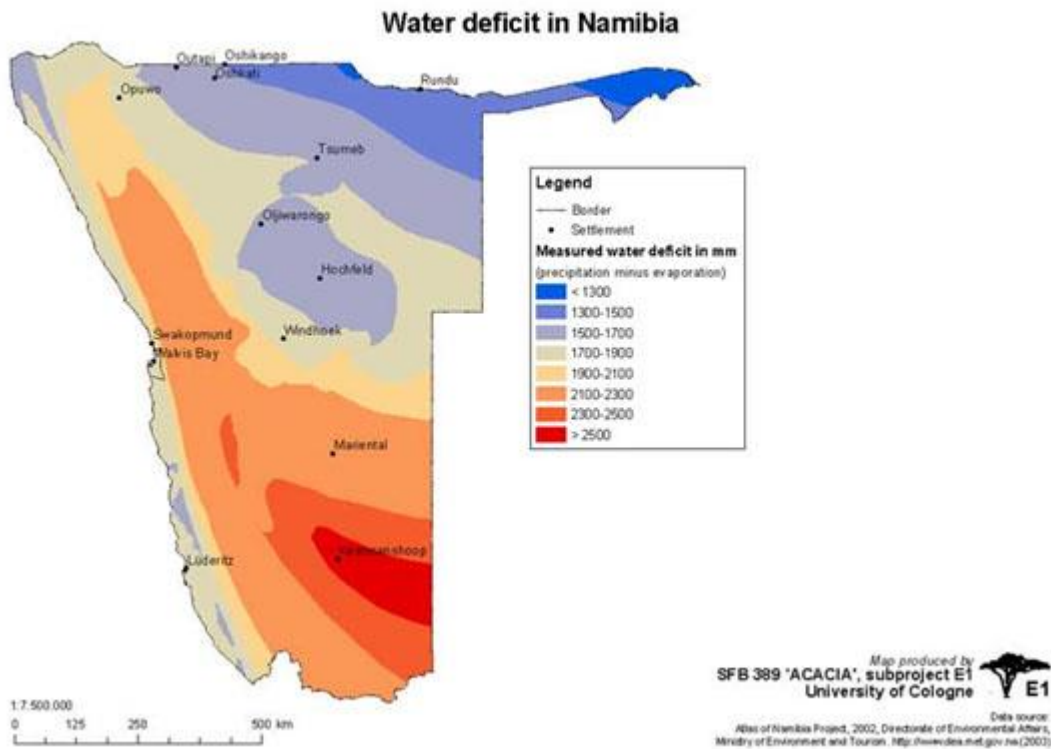 Water deficit in Namibia
Outapi
Oshikango
Oshkati
Rundu
Opuwo
Tsumeb
Otjiwarongo
Hochfeld
Windhoek
Swakopmund
Walvis Bay
Mariental
Lüderitz
Legend
Border
Settlement
Measured water deficit in mm
(precipitation minus evaporation)
< 1300
1300-1500
1500-1700
1700-1900
1900-2100
2100-2300
2300-2500
> 2500
1:7.500.000
0 125 250 500 km
Map produced by
SFB 389 'ACACIA', subproject E1
University of Cologne
E1
Data source:
Atlas of Namibia Project, 2002, Directorate of Environmental Affairs,
Ministry of Environment and Tourism. (2003)